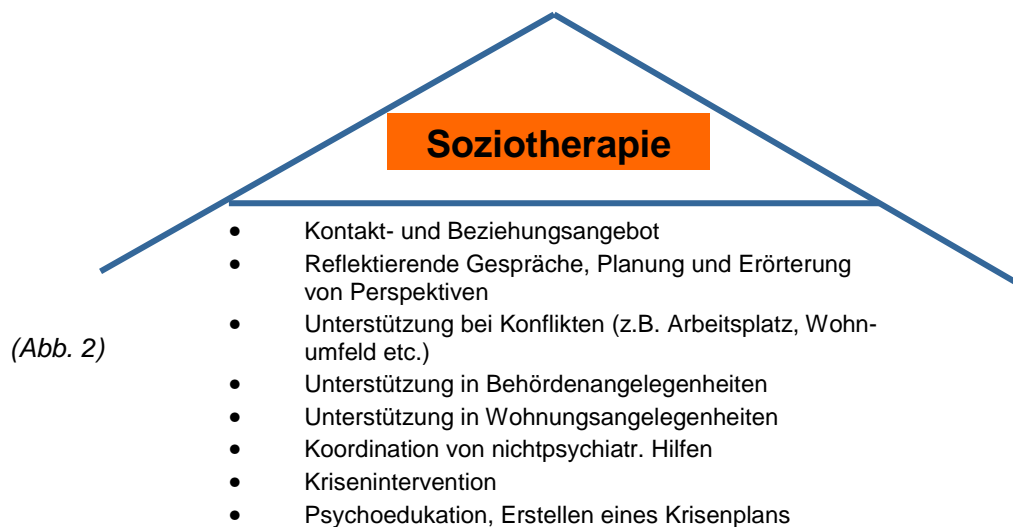 Soziotherapie
• Kontakt- und Beziehungsangebot
• Reflektierende Gespräche, Planung und Erörterung
von Perspektiven
• Unterstützung bei Konflikten (z.B. Arbeitsplatz, Wohn-
umfeld etc.)
(Abb. 2)
• Unterstützung in Behördenangelegenheiten
• Unterstützung in Wohnungsangelegenheiten
• Koordination von nichtpsychiatr. Hilfen
• Krisenintervention
• Psychoedukation, Erstellen eines Krisenplans